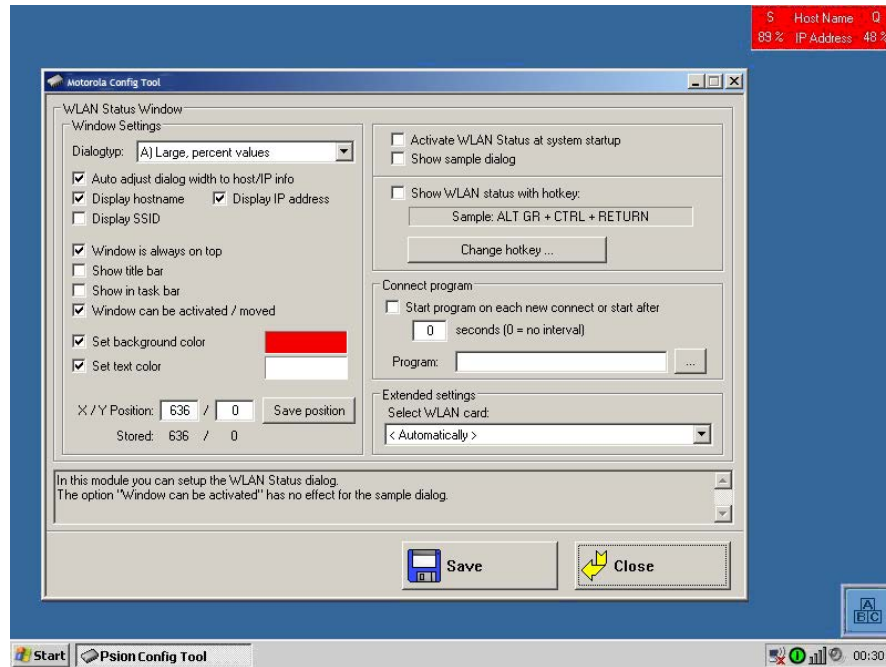 S Host Name Q
89 % IP Address 48 %
Motorola Config Tool
WLAN Status Window
Window Settings
Dialogtyp: A) Large, percent values
Auto adjust dialog width to host/IP info
Display hostname Display IP address
Display SSID
Window is always on top
Show title bar
Show in task bar
Window can be activated / moved
Set background color
Set text color
X / Y Position: 636 / 0 Save position
Stored: 636 / 0
Activate WLAN Status at system startup
Show sample dialog
Show WLAN status with hotkey:
Sample: ALT GR + CTRL + RETURN
Change hotkey ...
Connect program
Start program on each new connect or start after
0 seconds (0 = no interval)
Program: ...
Extended settings
Select WLAN card:
< Automatically >
In this module you can setup the WLAN Status dialog.
The option "Window can be activated" has no effect for the sample dialog.
Save Close
A
B C
Start Psion Config Tool 00:30